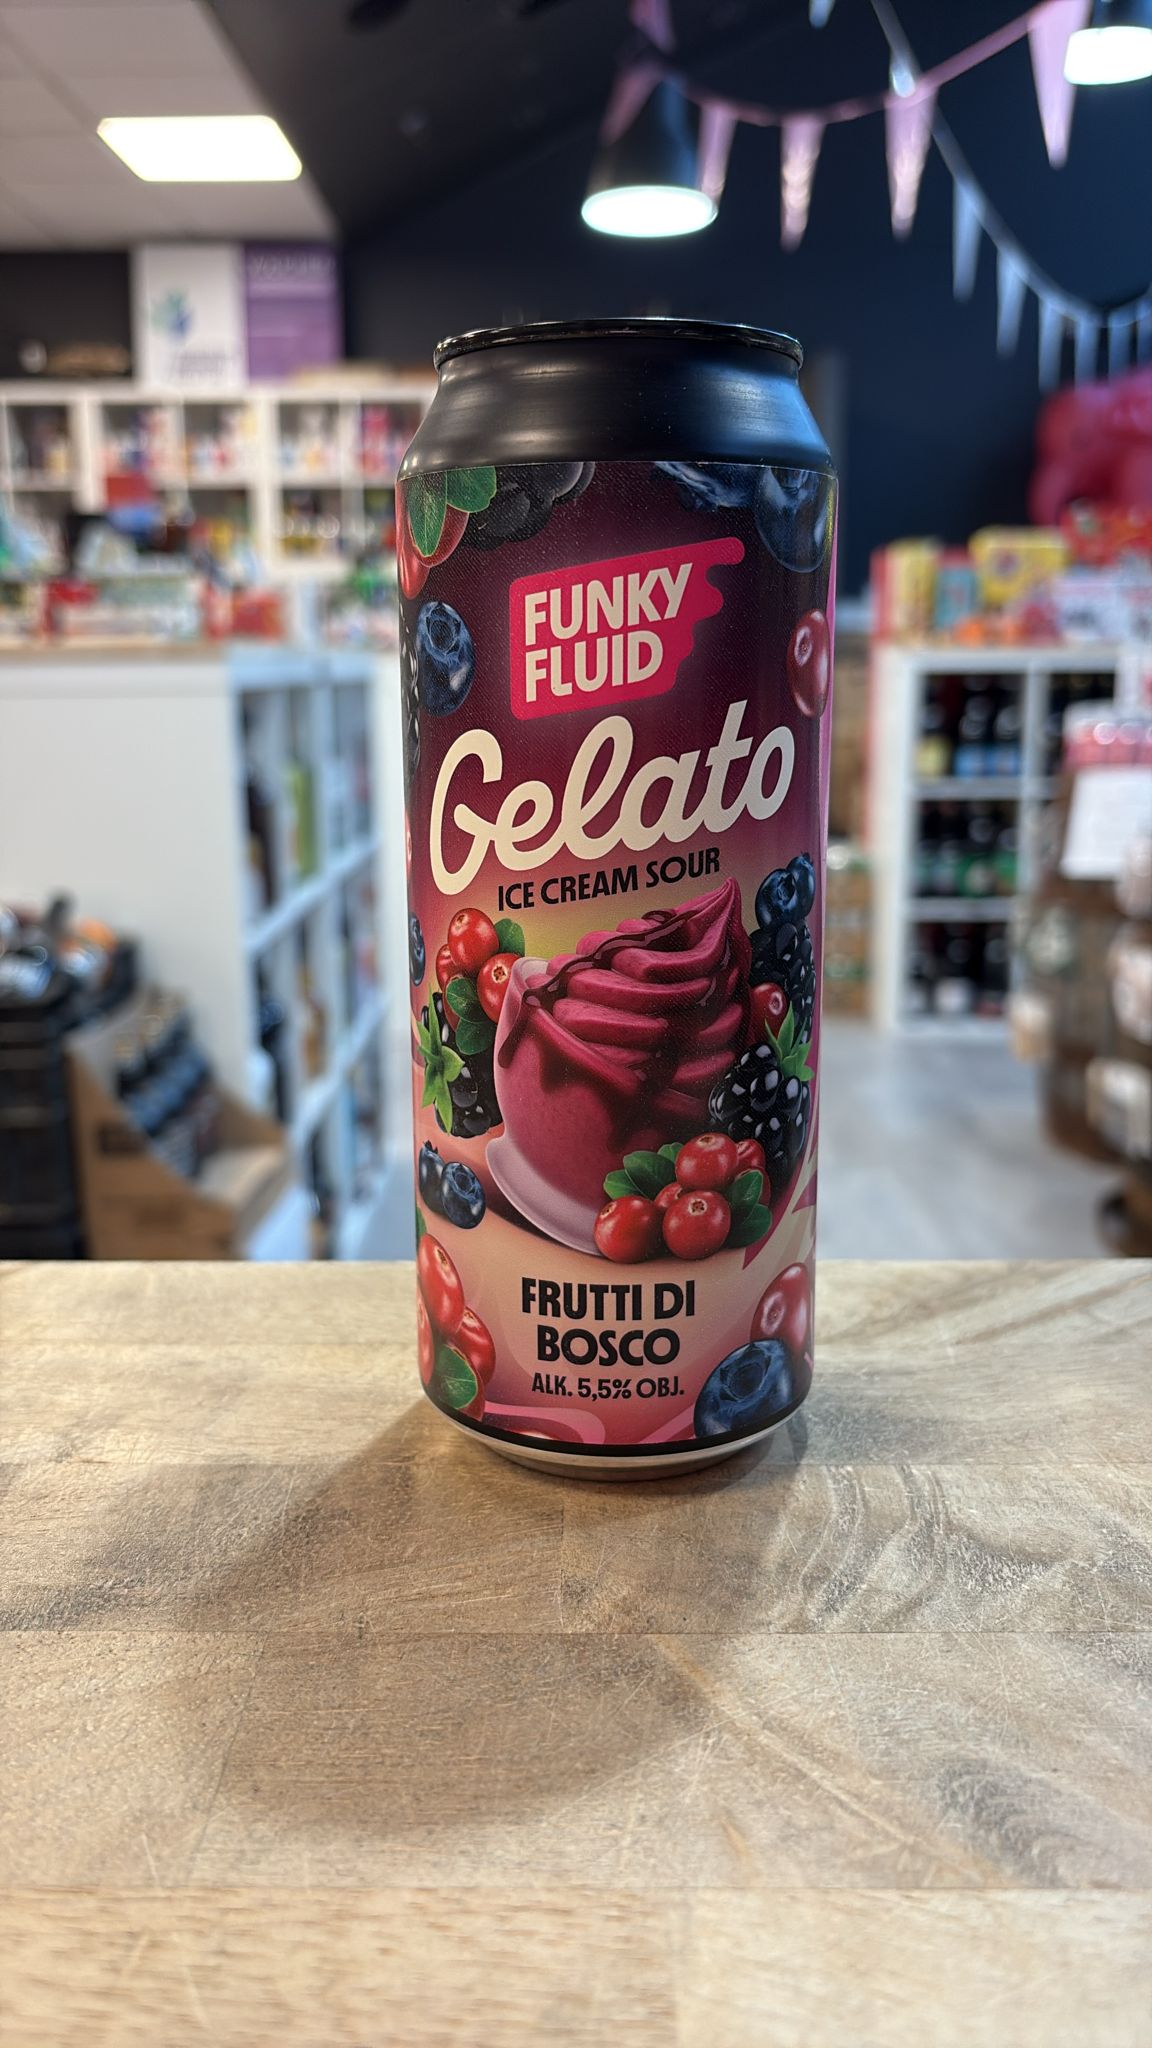 FUNKY
FLUID
Gelato
ICE CREAM SOUR
FRUTTI DI
BOSCO
ALK. 5,5% OBJ.